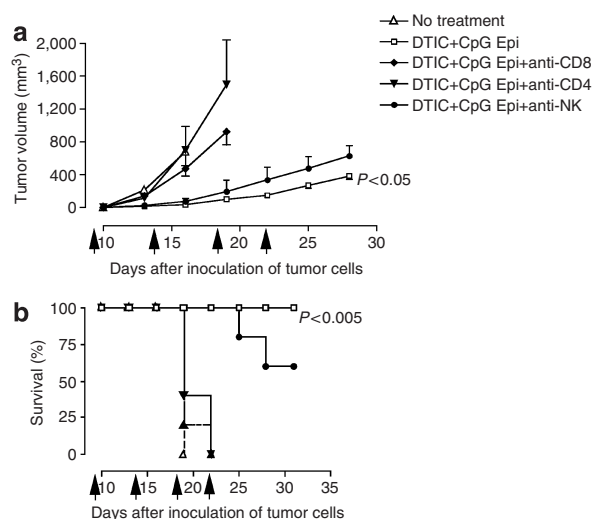 No treatment
DTIC+CpG Epi
DTIC+CpG Epi+anti-CD8
DTIC+CpG Epi+anti-CD4
DTIC+CpG Epi+anti-NK
a
Tumor volume (mm3)
2,000
1,600
1,200
800
400
0
P<0.05
10 15 20 25 30
Days after inoculation of tumor cells
b
Survival (%)
100
75
50
25
0
P<0.005
10 15 20 25 30 35
Days after inoculation of tumor cells